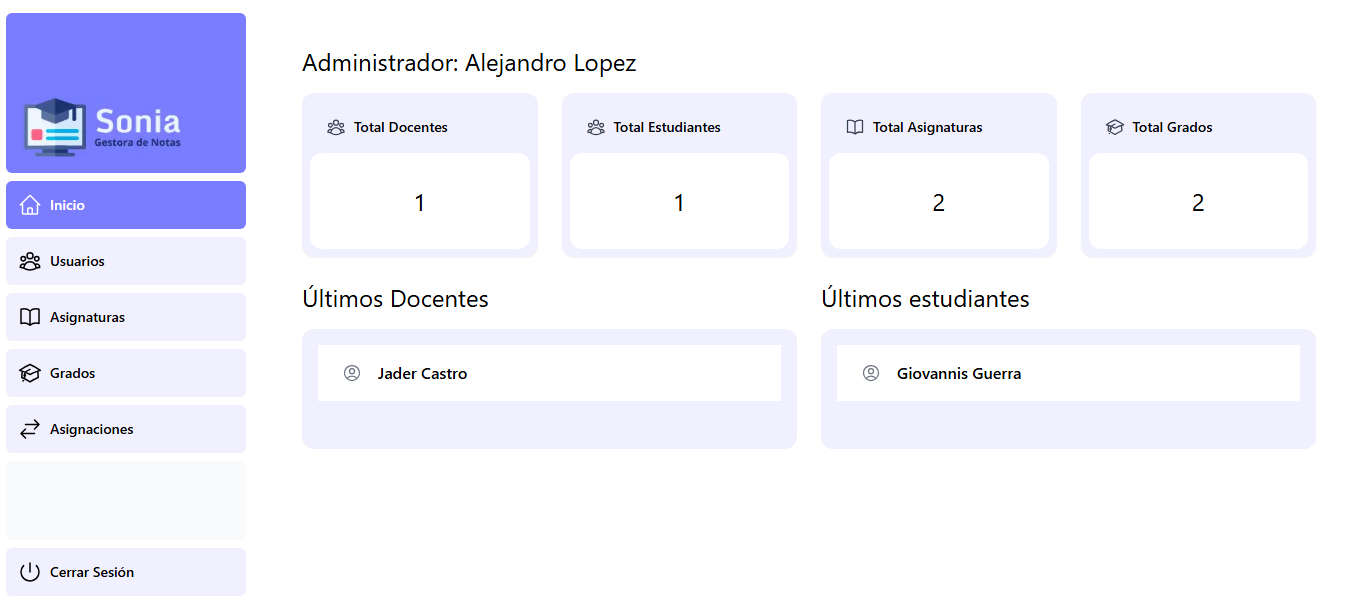 Sonia
Gestora de Notas
Inicio
Usuarios
Asignaturas
Grados
Asignaciones
Cerrar Sesión
Administrador: Alejandro Lopez
Total Docentes
1
Total Estudiantes
1
Total Asignaturas
2
Total Grados
2
Últimos Docentes
Jader Castro
Últimos estudiantes
Giovannis Guerra